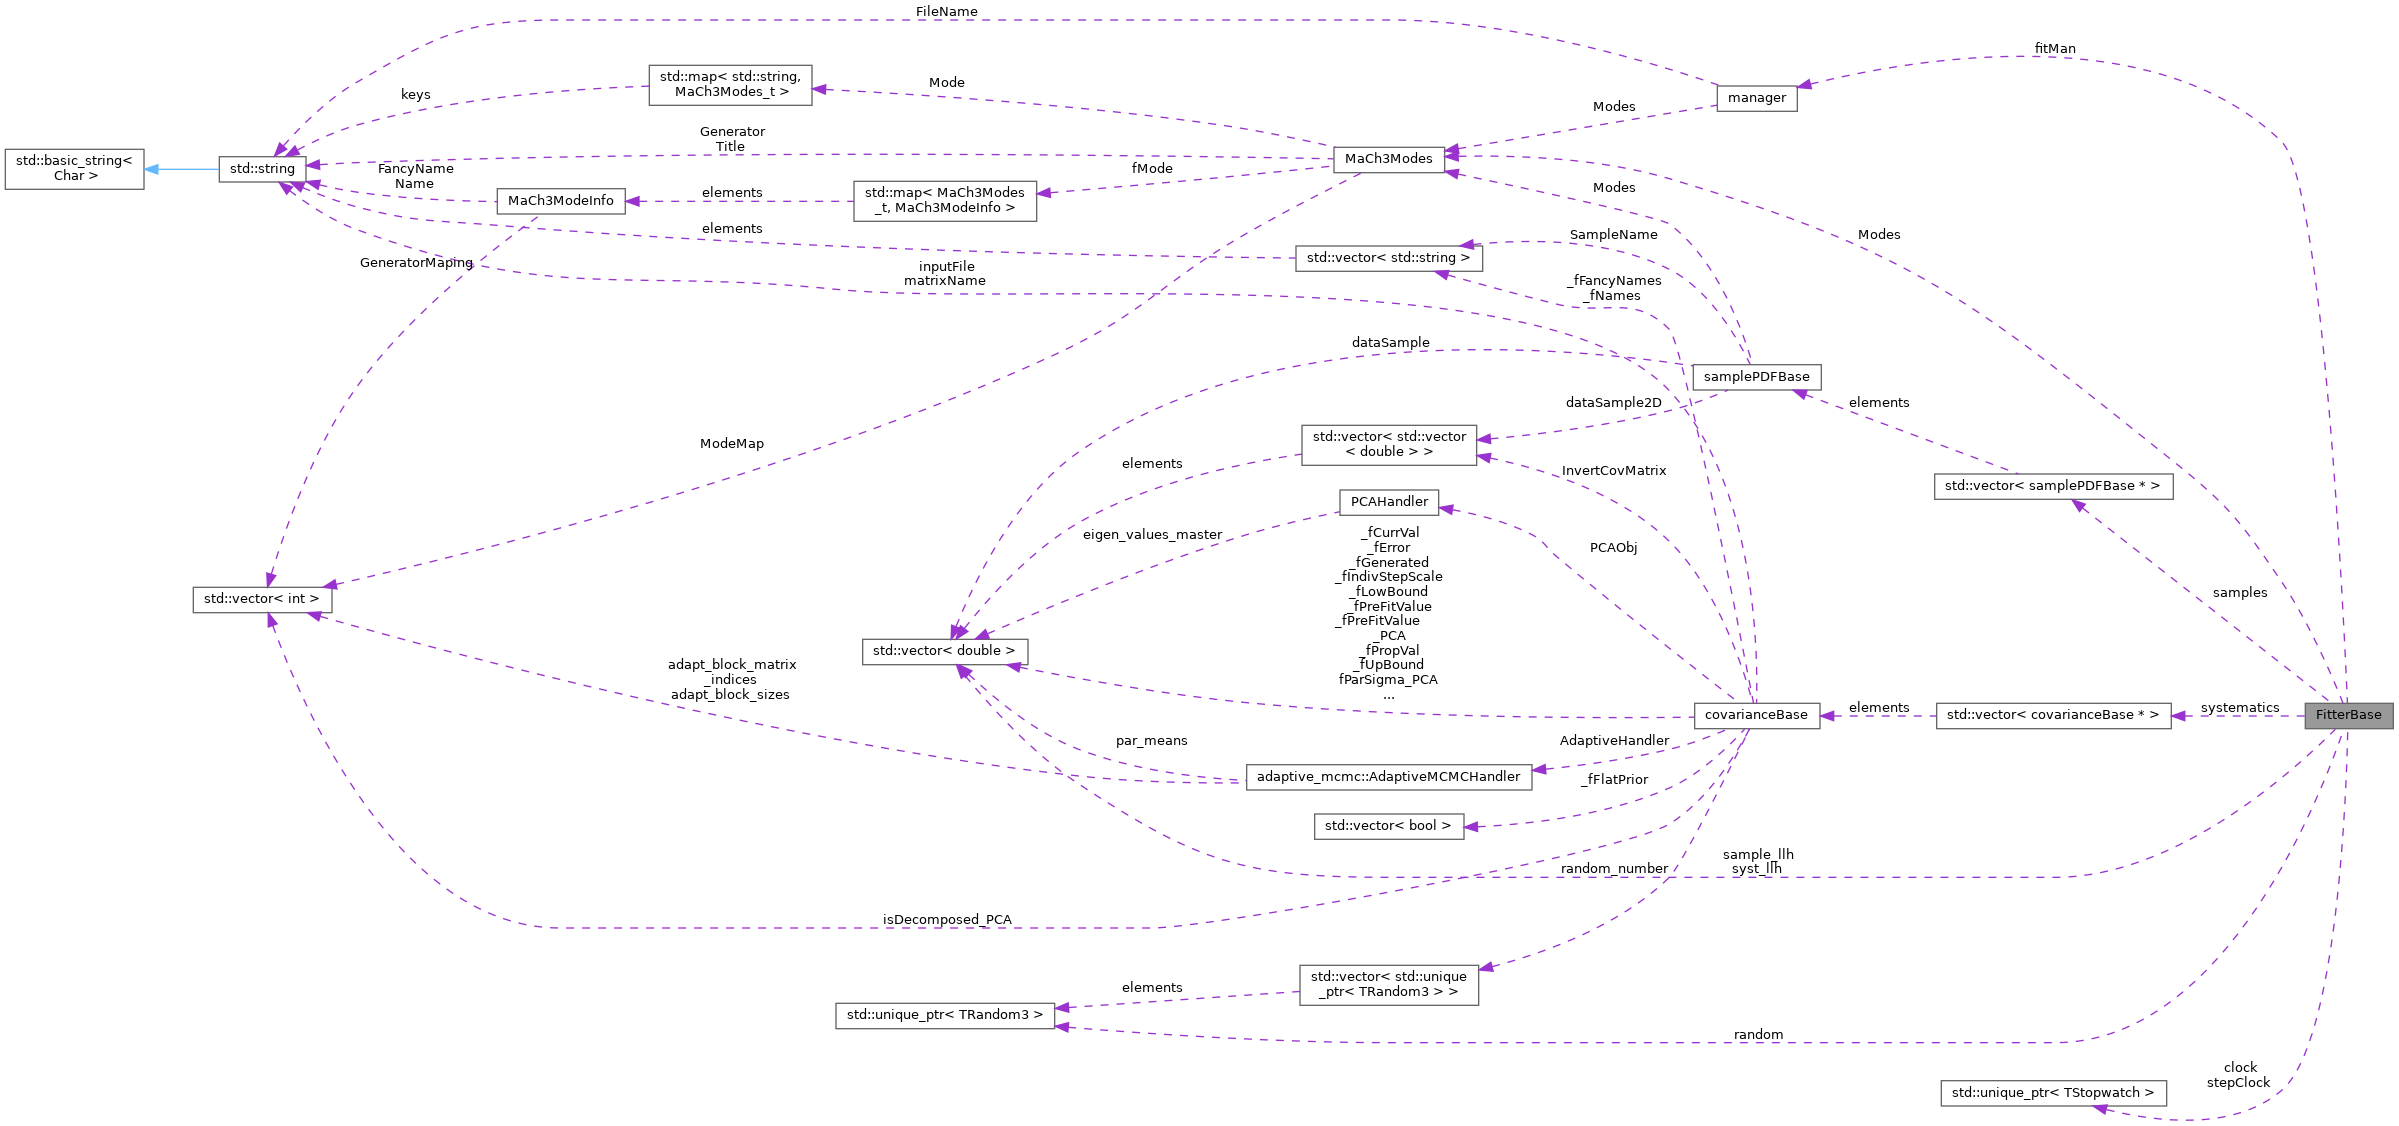 FileName
fitMan
std::map< std::string,
MaCh3Modes_t >
keys
Mode
manager
Modes
Generator
Title
std::basic_string<
Char >
std::string
FancyName
Name
MaCh3Modes
fMode
MaCh3ModeInfo
elements
std::map< MaCh3Modes
_t, MaCh3ModeInfo >
Modes
elements
SampleName
Modes
std::vector< std::string >
GeneratorMaping
inputFile
matrixName
_fFancyNames
_fNames
dataSample
samplePDFBase
dataSample2D
elements
std::vector< std::vector
< double > >
ModeMap
elements
InvertCovMatrix
std::vector< samplePDFBase * >
PCAHandler
eigen_values_master
PCAObj
_fCurrVal
_fError
_fGenerated
_fIndivStepScale
_fLowBound
_fPreFitValue
_fPreFitValue
_PCA
_fPropVal
_fUpBound
fParSigma_PCA
...
samples
std::vector< int >
std::vector< double >
adapt_block_matrix
_indices
adapt_block_sizes
covarianceBase
elements
std::vector< covarianceBase * >
systematics
FitterBase
par_means
AdaptiveHandler
adaptive_mcmc::AdaptiveMCMCHandler
_fFlatPrior
std::vector< bool >
random_number
sample_llh
syst_llh
isDecomposed_PCA
std::vector< std::unique
_ptr< TRandom3 > >
elements
std::unique_ptr< TRandom3 >
random
clock
stepClock
std::unique_ptr< TStopwatch >